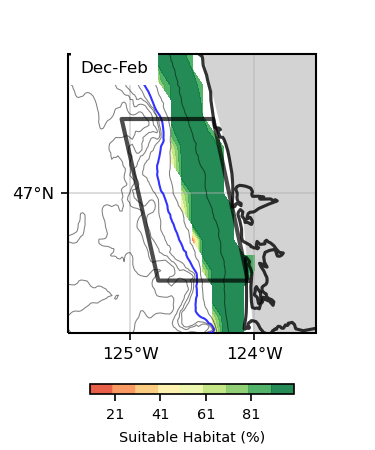 Dec-Feb
47°N
125°W 124°W
21 41 61 81
Suitable Habitat (%)